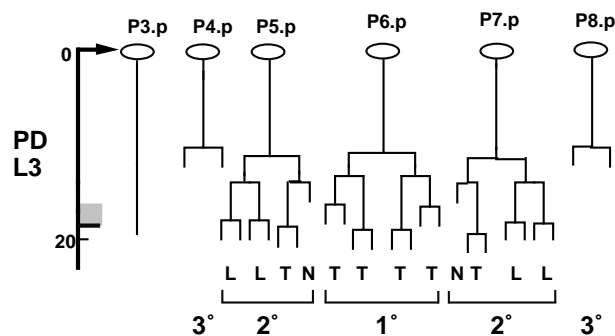 P3.p P4.p P5.p P6.p P7.p P8.p
0
PD
L3
20
L L T N T T T T N T L L
3° 2° 1° 2° 3°